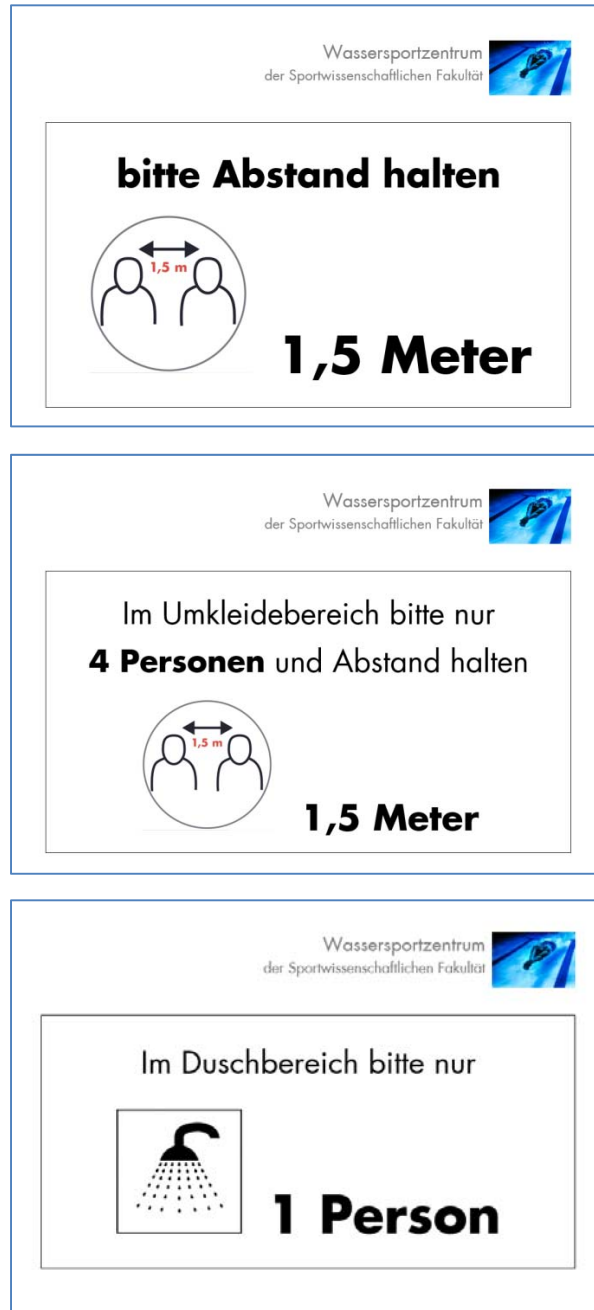 Wassersportzentrum
der Sportwissenschaftlichen Fakultät
bitte Abstand halten
1,5 m
1,5 Meter
Wassersportzentrum
der Sportwissenschaftlichen Fakultät
Im Umkleidebereich bitte nur
4 Personen und Abstand halten
1,5 m
1,5 Meter
Wassersportzentrum
der Sportwissenschaftlichen Fakultät
Im Duschbereich bitte nur
1 Person